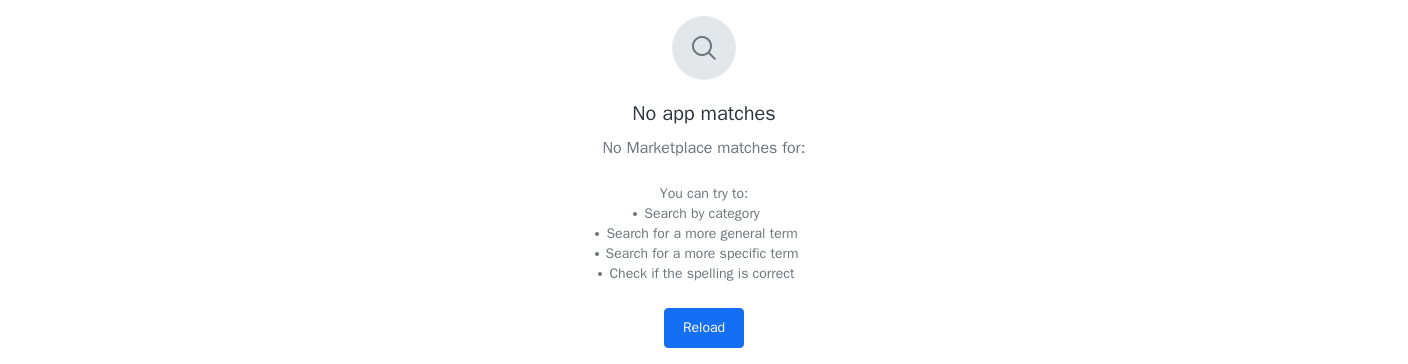 No app matches
No Marketplace matches for:
You can try to:
• Search by category
• Search for a more general term
• Search for a more specific term
• Check if the spelling is correct
Reload